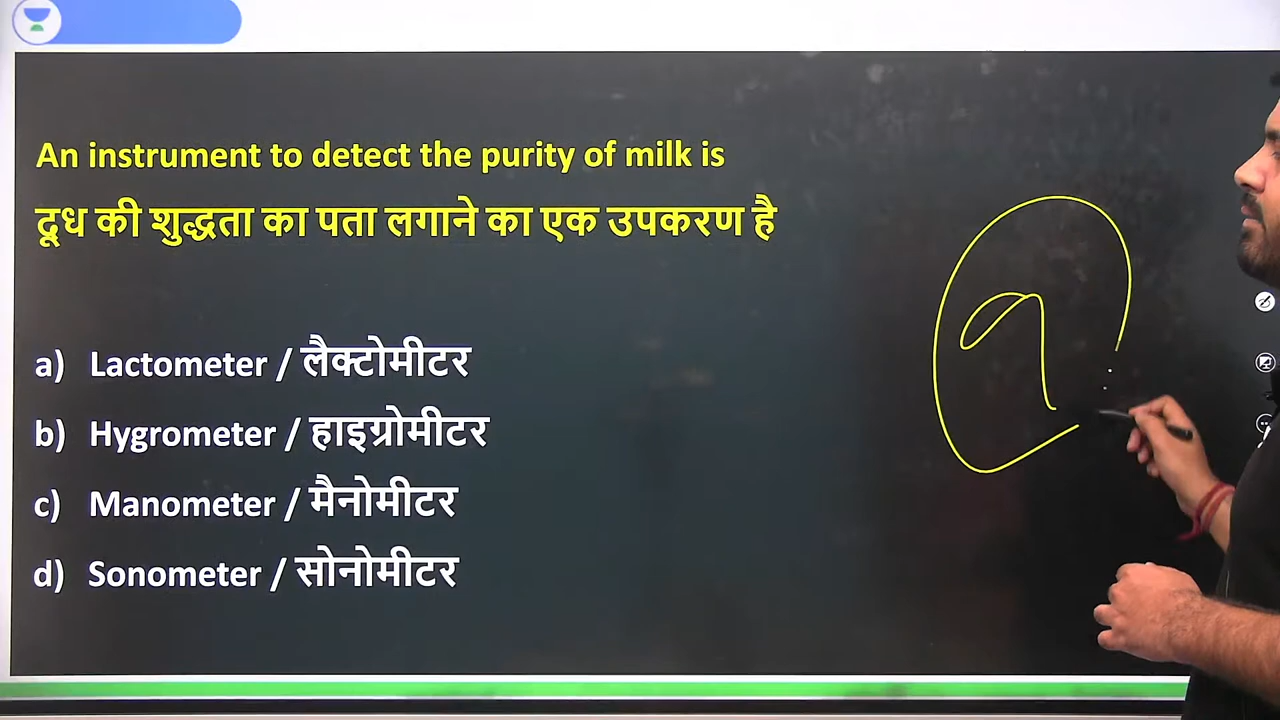 An instrument to detect the purity of milk is
दूध की शुद्धता का पता लगाने का एक उपकरण है
a) Lactometer / लैक्टोमीटर
b) Hygrometer / हाइग्रोमीटर
c) Manometer / मैनोमीटर
d) Sonometer / सोनोमीटर
a